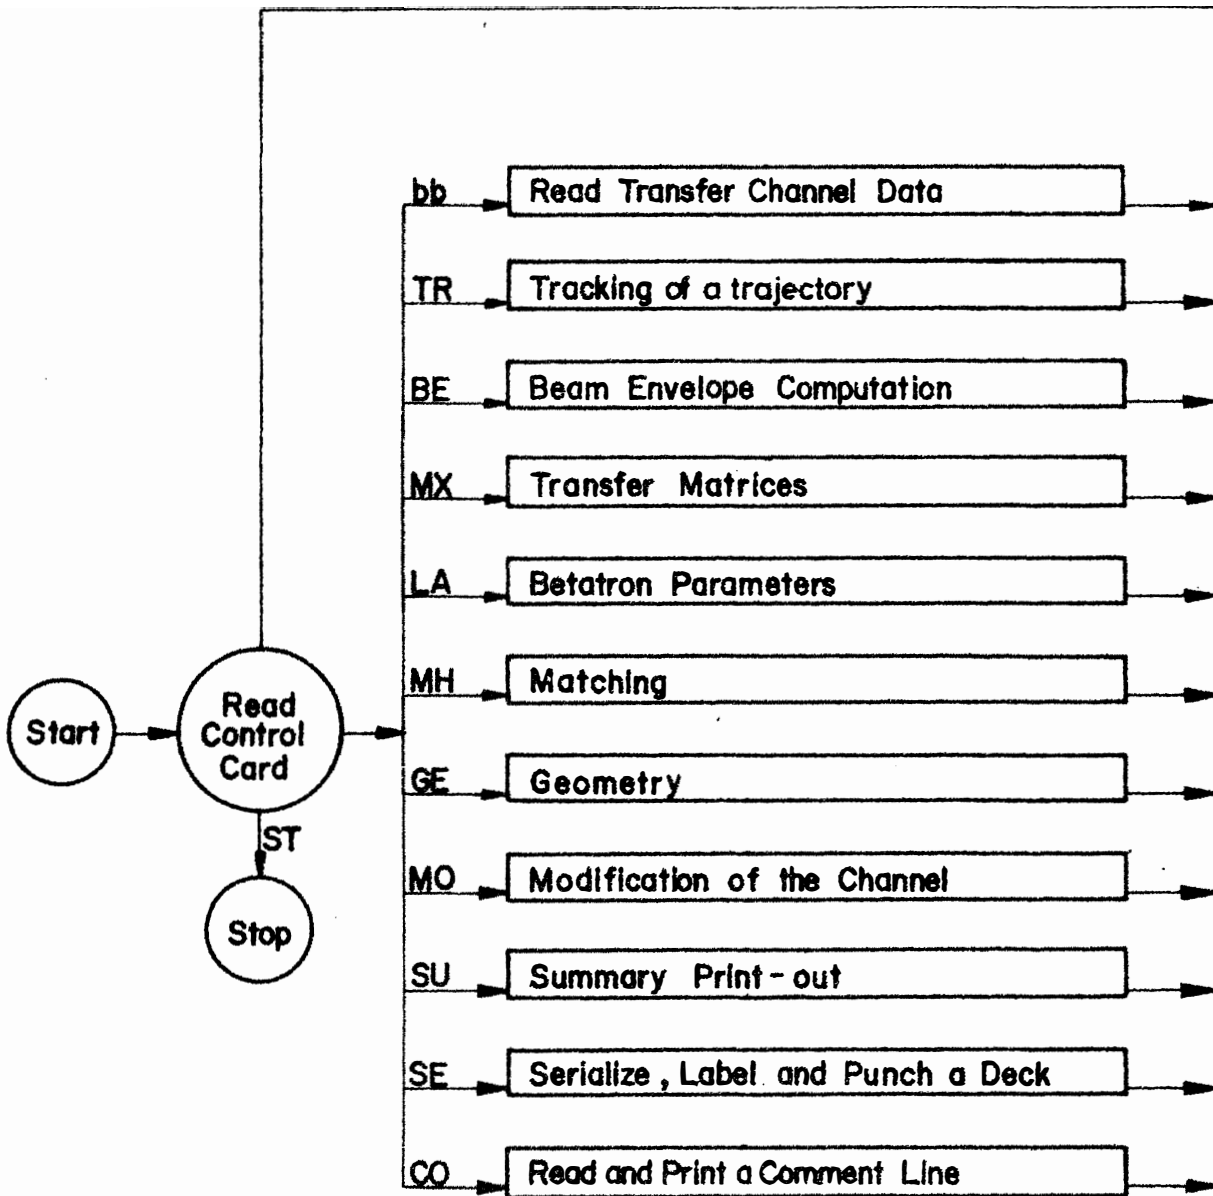 bb Read Transfer Channel Data
TR Tracking of a trajectory
BE Beam Envelope Computation
MX Transfer Matrices
LA Betatron Parameters
MH Matching
Start
Read
Control
Card
GE Geometry
ST
MO Modification of the Channel
Stop
SU Summary Print-out
SE Serialize, Label and Punch a Deck
CO Read and Print a Comment Line